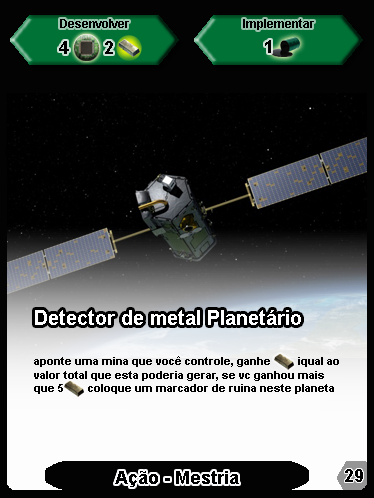 Desenvolver Implementar
4 2 1
Detector de metal Planetário
aponte uma mina que você controle, ganhe iqual ao
valor total que esta poderia gerar, se vc ganhou mais
que 5 coloque um marcador de ruina neste planeta
Ação - Mestria 29